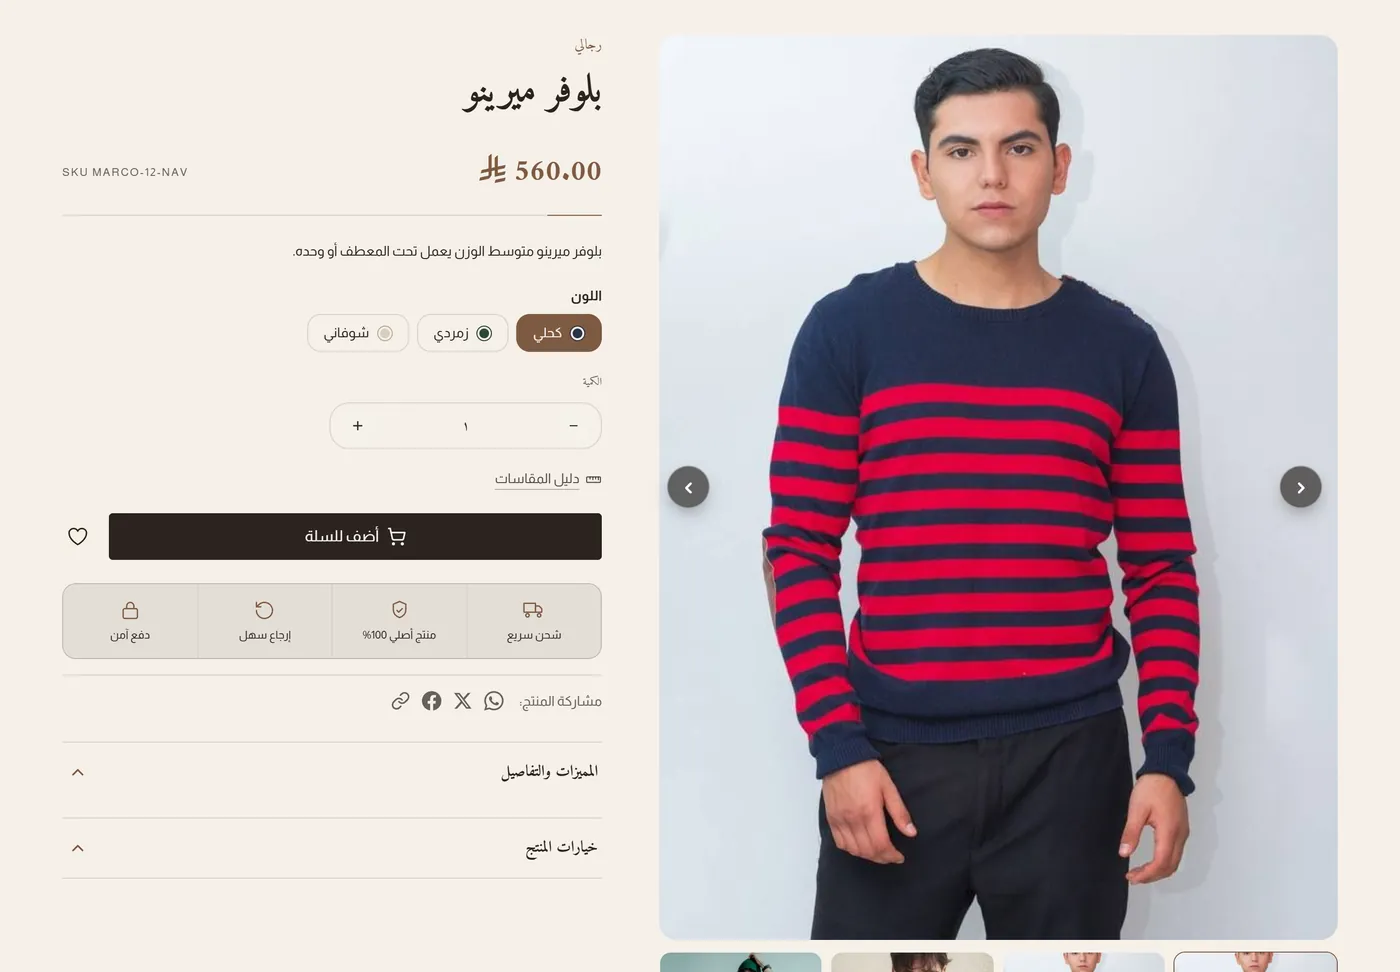 رجالي
بلوفر ميرينو
560.00
SKU MARCO-12-NAV
بلوفر ميرينو متوسط الوزن يعمل تحت المعطف أو وحده.
اللون
كحلي
زمردي
شوفاني
الكمية
− ١ +
دليل المقاسات
أضف للسلة
شحن سريع
منتج أصلي 100%
إرجاع سهل
دفع آمن
مشاركة المنتج:
المميزات والتفاصيل
خيارات المنتج